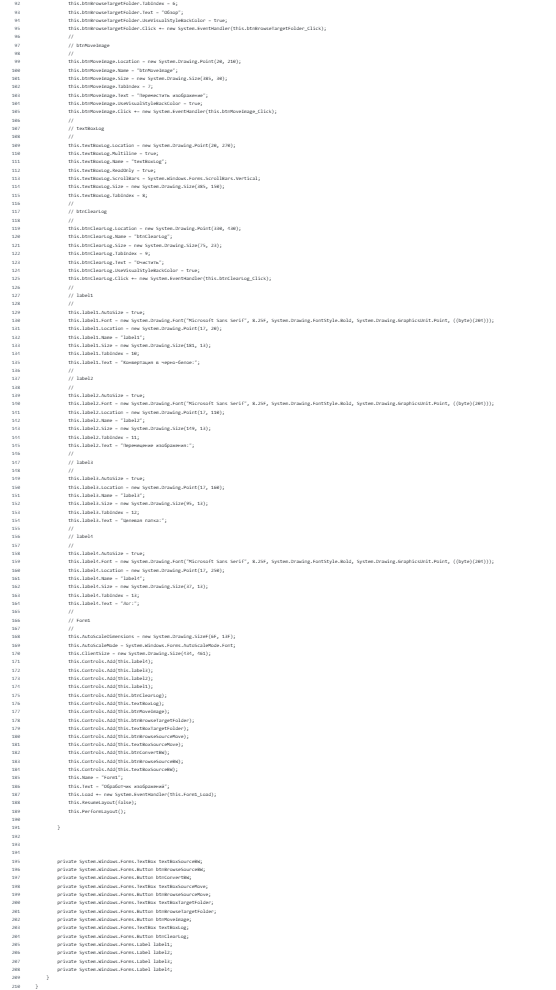 92 this.btnBrowseTargetFolder.TabIndex = 6;
93 this.btnBrowseTargetFolder.Text = "Обзор";
94 this.btnBrowseTargetFolder.UseVisualStyleBackColor = true;
95 this.btnBrowseTargetFolder.Click += new System.EventHandler(this.btnBrowseTargetFolder_Click);
96 //
97 // btnMoveImage
98 //
99 this.btnMoveImage.Location = new System.Drawing.Point(20, 210);
100 this.btnMoveImage.Name = "btnMoveImage";
101 this.btnMoveImage.Size = new System.Drawing.Size(385, 30);
102 this.btnMoveImage.TabIndex = 7;
103 this.btnMoveImage.Text = "Переместить изображение";
104 this.btnMoveImage.UseVisualStyleBackColor = true;
105 this.btnMoveImage.Click += new System.EventHandler(this.btnMoveImage_Click);
106 //
107 // textBoxLog
108 //
109 this.textBoxLog.Location = new System.Drawing.Point(20, 270);
110 this.textBoxLog.Multiline = true;
111 this.textBoxLog.Name = "textBoxLog";
112 this.textBoxLog.ReadOnly = true;
113 this.textBoxLog.ScrollBars = System.Windows.Forms.ScrollBars.Vertical;
114 this.textBoxLog.Size = new System.Drawing.Size(385, 150);
115 this.textBoxLog.TabIndex = 8;
116 //
117 // btnClearLog
118 //
119 this.btnClearLog.Location = new System.Drawing.Point(330, 430);
120 this.btnClearLog.Name = "btnClearLog";
121 this.btnClearLog.Size = new System.Drawing.Size(75, 23);
122 this.btnClearLog.TabIndex = 9;
123 this.btnClearLog.Text = "Очистить";
124 this.btnClearLog.UseVisualStyleBackColor = true;
125 this.btnClearLog.Click += new System.EventHandler(this.btnClearLog_Click);
126 //
127 // label1
128 //
129 this.label1.AutoSize = true;
130 this.label1.Font = new System.Drawing.Font("Microsoft Sans Serif", 8.25F, System.Drawing.FontStyle.Bold, System.Drawing.GraphicsUnit.Point, ((byte)(204)));
131 this.label1.Location = new System.Drawing.Point(17, 20);
132 this.label1.Name = "label1";
133 this.label1.Size = new System.Drawing.Size(181, 13);
134 this.label1.TabIndex = 10;
135 this.label1.Text = "Конвертация в черно-белое:";
136 //
137 // label2
138 //
139 this.label2.AutoSize = true;
140 this.label2.Font = new System.Drawing.Font("Microsoft Sans Serif", 8.25F, System.Drawing.FontStyle.Bold, System.Drawing.GraphicsUnit.Point, ((byte)(204)));
141 this.label2.Location = new System.Drawing.Point(17, 110);
142 this.label2.Name = "label2";
143 this.label2.Size = new System.Drawing.Size(149, 13);
144 this.label2.TabIndex = 11;
145 this.label2.Text = "Перемещение изображения:";
146 //
147 // label3
148 //
149 this.label3.AutoSize = true;
150 this.label3.Location = new System.Drawing.Point(17, 160);
151 this.label3.Name = "label3";
152 this.label3.Size = new System.Drawing.Size(95, 13);
153 this.label3.TabIndex = 12;
154 this.label3.Text = "Целевая папка:";
155 //
156 // label4
157 //
158 this.label4.AutoSize = true;
159 this.label4.Font = new System.Drawing.Font("Microsoft Sans Serif", 8.25F, System.Drawing.FontStyle.Bold, System.Drawing.GraphicsUnit.Point, ((byte)(204)));
160 this.label4.Location = new System.Drawing.Point(17, 250);
161 this.label4.Name = "label4";
162 this.label4.Size = new System.Drawing.Size(37, 13);
163 this.label4.TabIndex = 13;
164 this.label4.Text = "Лог:";
165 //
166 // Form1
167 //
168 this.AutoScaleDimensions = new System.Drawing.SizeF(6F, 13F);
169 this.AutoScaleMode = System.Windows.Forms.AutoScaleMode.Font;
170 this.ClientSize = new System.Drawing.Size(434, 461);
171 this.Controls.Add(this.label4);
172 this.Controls.Add(this.label3);
173 this.Controls.Add(this.label2);
174 this.Controls.Add(this.label1);
175 this.Controls.Add(this.btnClearLog);
176 this.Controls.Add(this.textBoxLog);
177 this.Controls.Add(this.btnMoveImage);
178 this.Controls.Add(this.btnBrowseTargetFolder);
179 this.Controls.Add(this.textBoxTargetFolder);
180 this.Controls.Add(this.btnBrowseSourceMove);
181 this.Controls.Add(this.textBoxSourceMove);
182 this.Controls.Add(this.btnConvertBW);
183 this.Controls.Add(this.btnBrowseSourceBW);
184 this.Controls.Add(this.textBoxSourceBW);
185 this.Name = "Form1";
186 this.Text = "Обработчик изображений";
187 this.Load += new System.EventHandler(this.Form1_Load);
188 this.ResumeLayout(false);
189 this.PerformLayout();
190
191 }
192
193
194
195 private System.Windows.Forms.TextBox textBoxSourceBW;
196 private System.Windows.Forms.Button btnBrowseSourceBW;
197 private System.Windows.Forms.Button btnConvertBW;
198 private System.Windows.Forms.TextBox textBoxSourceMove;
199 private System.Windows.Forms.Button btnBrowseSourceMove;
200 private System.Windows.Forms.TextBox textBoxTargetFolder;
201 private System.Windows.Forms.Button btnBrowseTargetFolder;
202 private System.Windows.Forms.Button btnMoveImage;
203 private System.Windows.Forms.TextBox textBoxLog;
204 private System.Windows.Forms.Button btnClearLog;
205 private System.Windows.Forms.Label label1;
206 private System.Windows.Forms.Label label2;
207 private System.Windows.Forms.Label label3;
208 private System.Windows.Forms.Label label4;
209 }
210 }